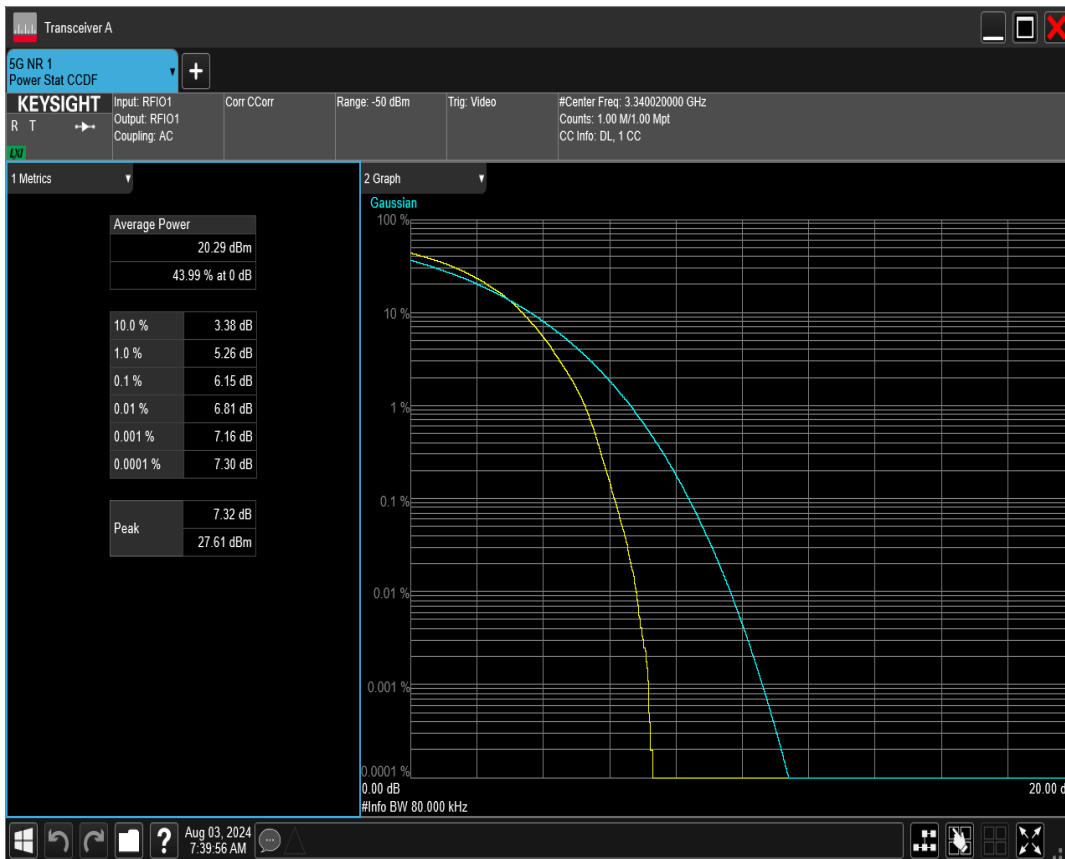 Transceiver A
5G NR 1
Power Stat CCDF
KEYSIGHT
R T
LXI
Input: RFIO1
Output: RFIO1
Coupling: AC
Corr CCorr
Range: -50 dBm
Trig: Video
#Center Freq: 3.340020000 GHz
Counts: 1.00 M/1.00 Mpt
CC Info: DL, 1 CC
1 Metrics
Average Power
20.29 dBm
43.99 % at 0 dB
10.0 % 3.38 dB
1.0 % 5.26 dB
0.1 % 6.15 dB
0.01 % 6.81 dB
0.001 % 7.16 dB
0.0001 % 7.30 dB
Peak
7.32 dB
27.61 dBm
2 Graph
Gaussian
100 %
10 %
1 %
0.1 %
0.01 %
0.001 %
0.0001 %
0.00 dB
20.00 d
#Info BW 80.000 kHz
?
Aug 03, 2024
7:39:56 AM